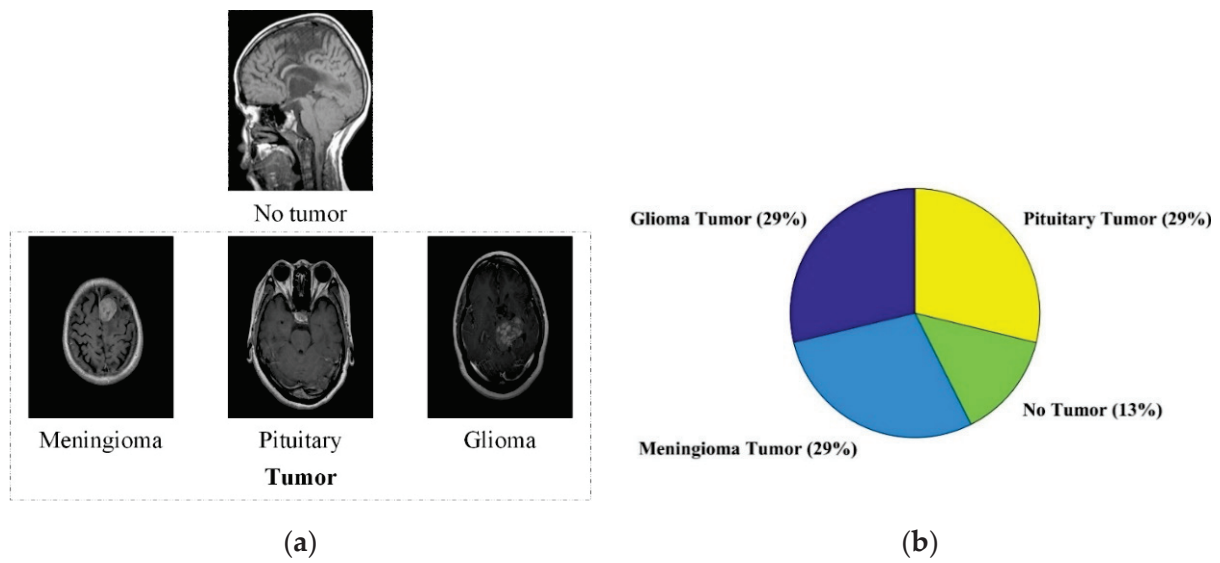 No tumor
Meningioma
Pituitary
Glioma
Tumor
(a)
Glioma Tumor (29%)
Pituitary Tumor (29%)
No Tumor (13%)
Meningioma Tumor (29%)
(b)